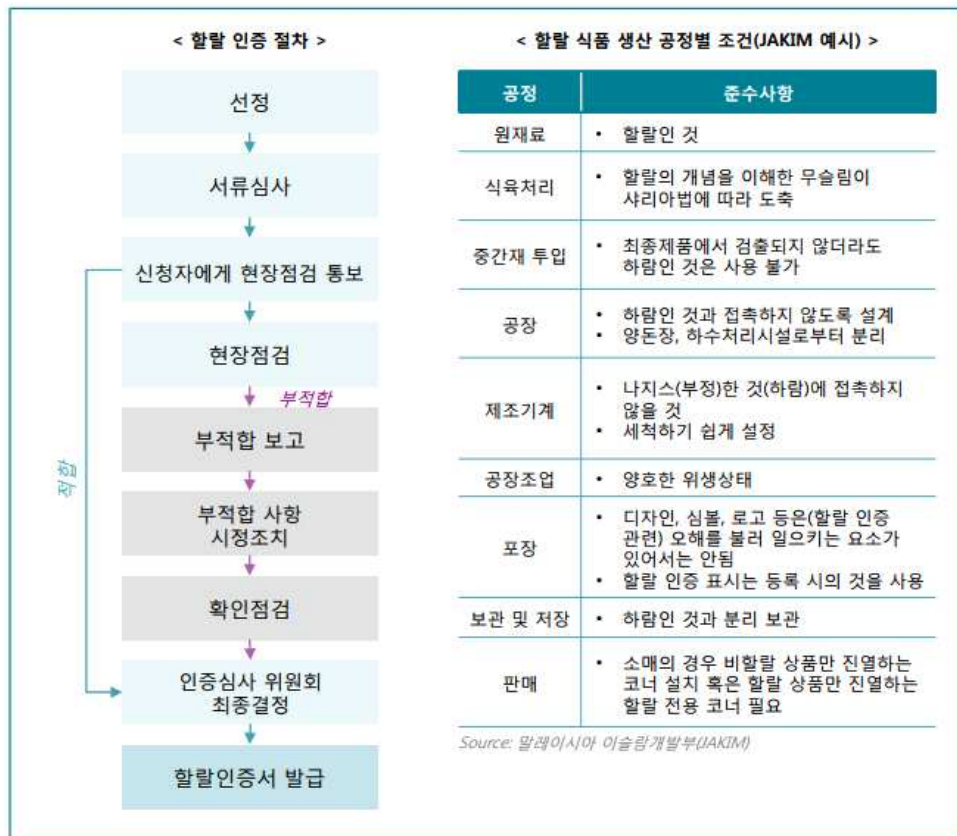 < 할랄 인증 절차 >
선정
서류심사
신청자에게 현장점검 통보
현장점검
부적합
부적합 보고
부적합 사항
시정조치
확인점검
적합
인증심사 위원회
최종결정
할랄인증서 발급
< 할랄 식품 생산 공정별 조건(JAKIM 예시) >
공정 준수사항
원재료 • 할랄인 것
식육처리 • 할랄의 개념을 이해한 무슬림이
샤리아법에 따라 도축
중간재 투입 • 최종제품에서 검출되지 않더라도
하람인 것은 사용 불가
공장 • 하람인 것과 접촉하지 않도록 설계
• 양돈장, 하수처리시설로부터 분리
제조기계 • 나지스(부정)한 것(하람)에 접촉하지
않을 것
• 세척하기 쉽게 설정
공장조업 • 양호한 위생상태
포장 • 디자인, 심볼, 로고 등은(할랄 인증
관련) 오해를 불러 일으키는 요소가
있어서는 안됨
• 할랄 인증 표시는 등록 시의 것을 사용
보관 및 저장 • 하람인 것과 분리 보관
판매 • 소매의 경우 비할랄 상품만 진열하는
코너 설치 혹은 할랄 상품만 진열하는
할랄 전용 코너 필요
Source: 말레이시아 이슬람개발부(JAKIM)